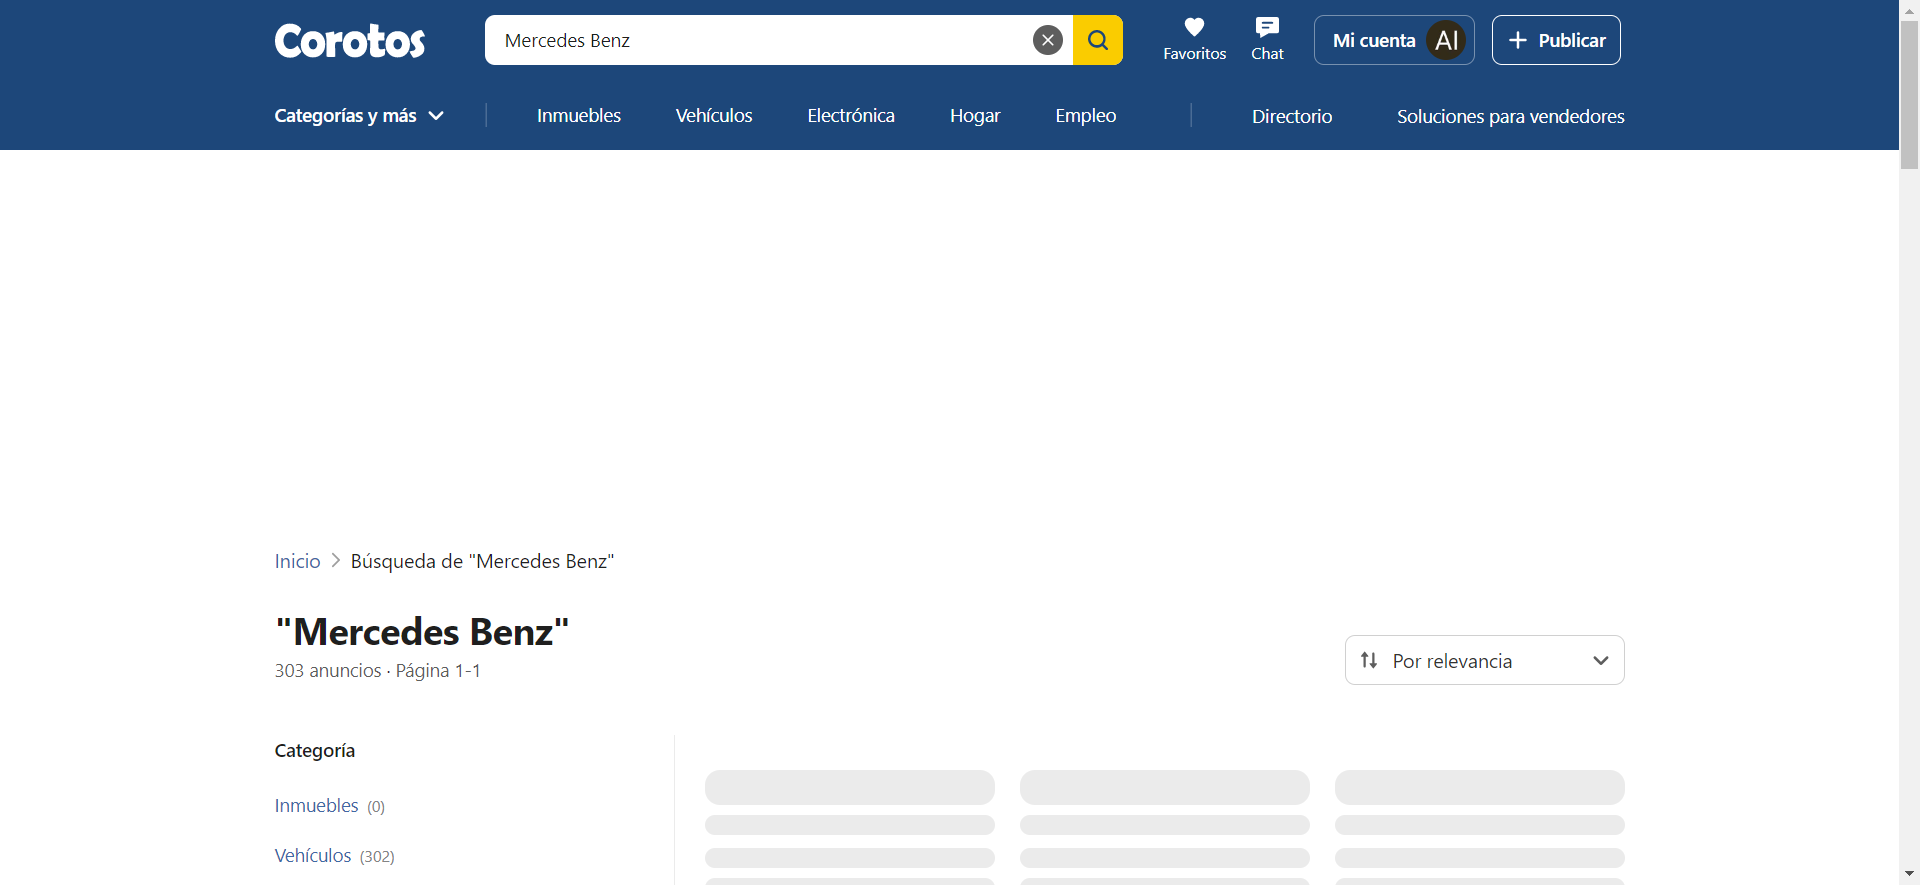 Corotos
Mercedes Benz
Favoritos
Chat
Mi cuenta
AI
Publicar
Categorías y más
Inmuebles
Vehículos
Electrónica
Hogar
Empleo
Directorio
Soluciones para vendedores
Inicio
Búsqueda de "Mercedes Benz"
"Mercedes Benz"
303 anuncios · Página 1-1
Por relevancia
Categoría
Inmuebles (0)
Vehículos (302)